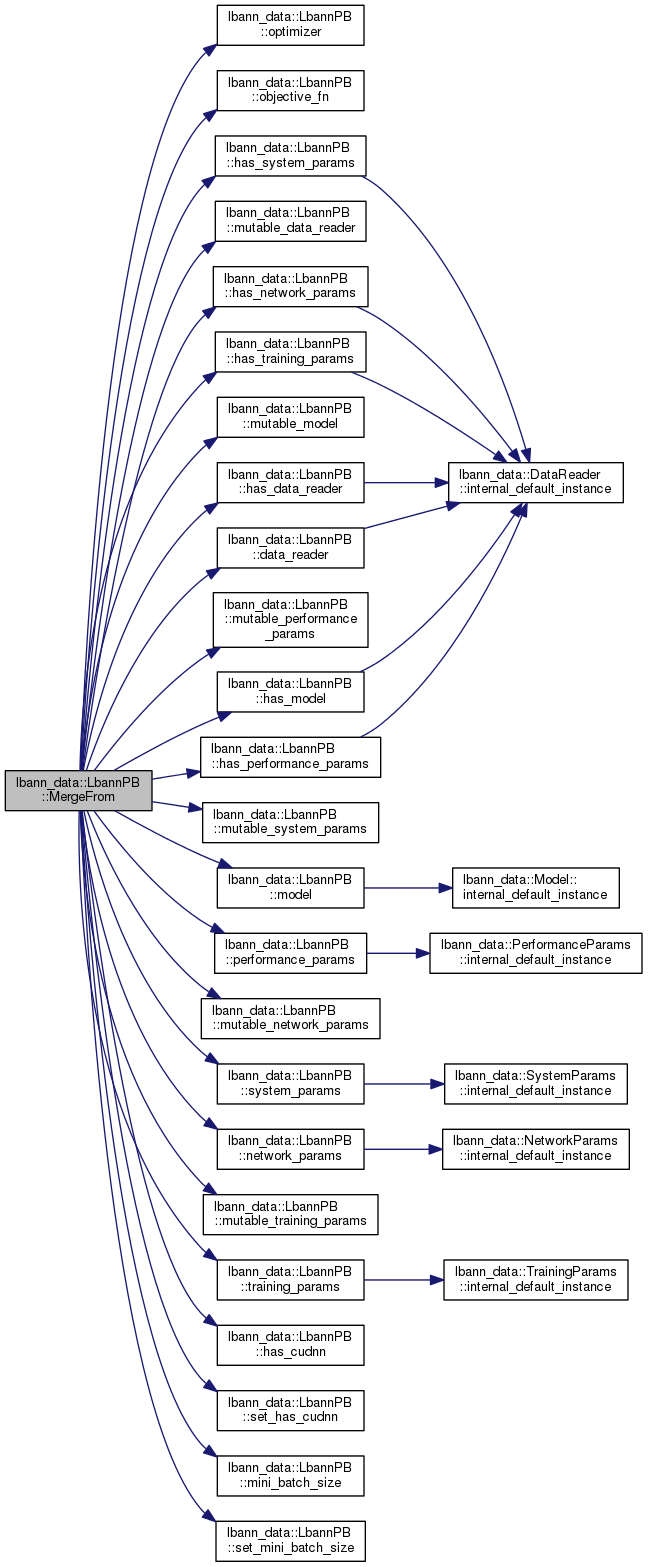 lbann_data::LbannPB
::optimizer
lbann_data::LbannPB
::objective_fn
lbann_data::LbannPB
::has_system_params
lbann_data::LbannPB
::mutable_data_reader
lbann_data::LbannPB
::has_network_params
lbann_data::LbannPB
::has_training_params
lbann_data::LbannPB
::mutable_model
lbann_data::LbannPB
::has_data_reader
lbann_data::DataReader
::internal_default_instance
lbann_data::LbannPB
::data_reader
lbann_data::LbannPB
::mutable_performance
_params
lbann_data::LbannPB
::has_model
lbann_data::LbannPB
::has_performance_params
lbann_data::LbannPB
::MergeFrom
lbann_data::LbannPB
::mutable_system_params
lbann_data::LbannPB
::model
lbann_data::Model::
internal_default_instance
lbann_data::LbannPB
::performance_params
lbann_data::PerformanceParams
::internal_default_instance
lbann_data::LbannPB
::mutable_network_params
lbann_data::LbannPB
::system_params
lbann_data::SystemParams
::internal_default_instance
lbann_data::LbannPB
::network_params
lbann_data::NetworkParams
::internal_default_instance
lbann_data::LbannPB
::mutable_training_params
lbann_data::LbannPB
::training_params
lbann_data::TrainingParams
::internal_default_instance
lbann_data::LbannPB
::has_cudnn
lbann_data::LbannPB
::set_has_cudnn
lbann_data::LbannPB
::mini_batch_size
lbann_data::LbannPB
::set_mini_batch_size